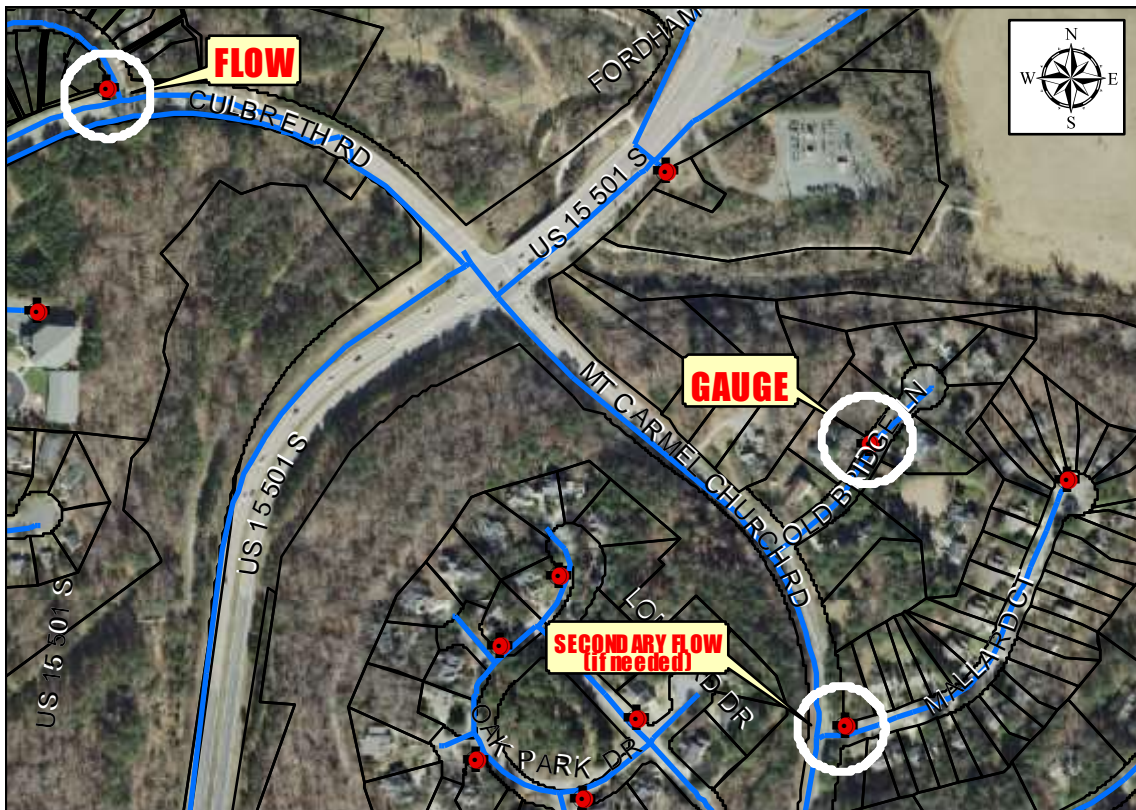 FLOW
CULBRETH RD
FORDHAM
N
W E
S
US 15 501 S
GAUGE
MT CARMEL CHURCH RD
OLD BRIDGE LN
US 15 501 S
US 15 501 S
SECONDARY FLOW
(if needed)
MALLARD CT
OAK PARK DR